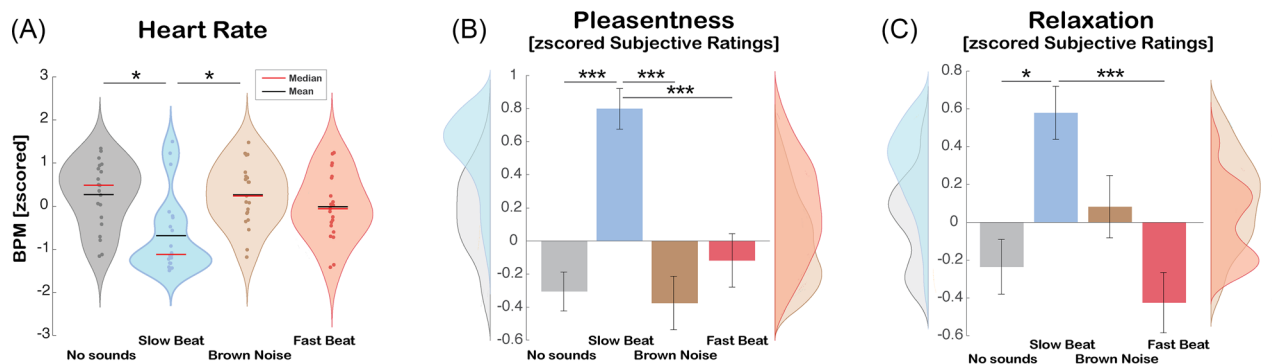 (A)
Heart Rate
BPM [zscored]
3
2
1
0
-1
-2
-3
*
*
Median
Mean
No sounds
Slow Beat
Brown Noise
Fast Beat
(B)
Pleasentness
[zscored Subjective Ratings]
1
0.8
0.6
0.4
0.2
0
-0.2
-0.4
-0.6
***
***
***
No sounds
Slow Beat
Brown Noise
Fast Beat
(C)
Relaxation
[zscored Subjective Ratings]
0.8
0.6
0.4
0.2
0
-0.2
-0.4
-0.6
*
***
No sounds
Slow Beat
Brown Noise
Fast Beat